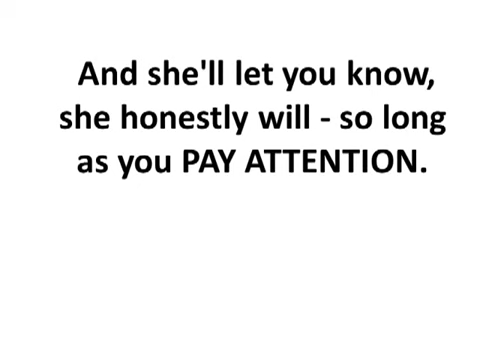 And she'll let you know,
she honestly will - so long
as you PAY ATTENTION.